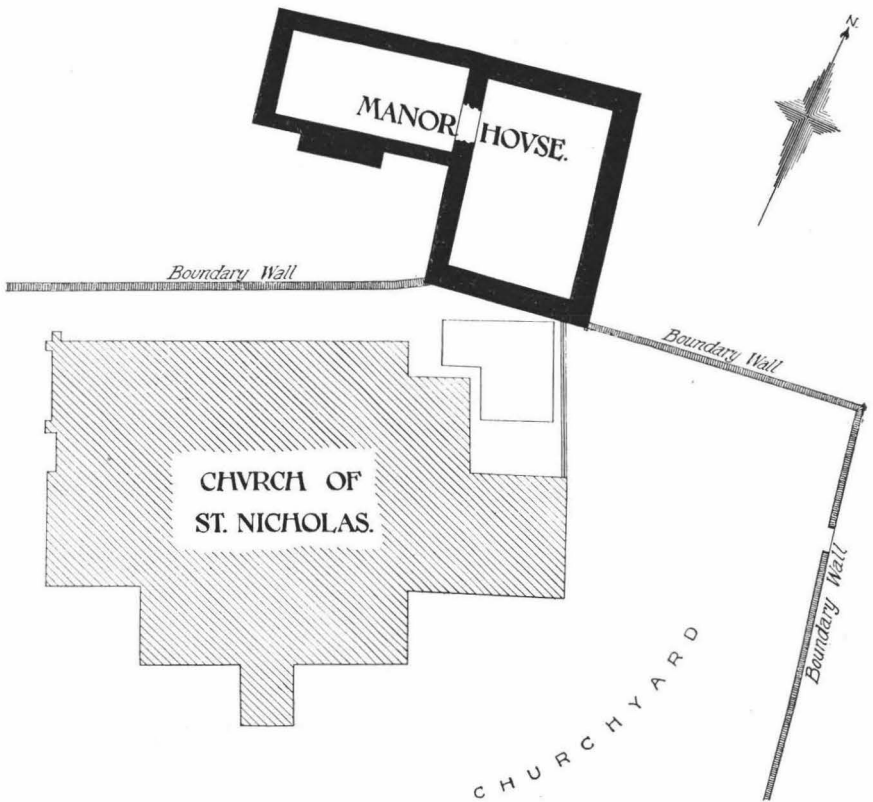 N.
MANOR HOVSE.
Boundary Wall
Boundary Wall
CHVRCH OF
ST. NICHOLAS.
Boundary Wall
CHURCHYARD